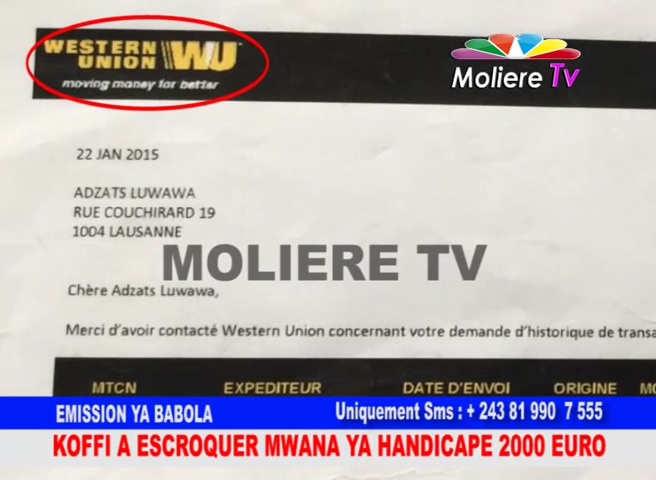 WESTERN
UNION WU
moving money for better
Moliere Tv
22 JAN 2015
ADZATS LUWAWA
RUE COUCHIRARD 19
1004 LAUSANNE
MOLIERE TV
Chère Adzats Luwawa,
Merci d'avoir contacté Western Union concernant votre demande d'historique de transa
MTCN EXPEDITEUR DATE D'ENVOI ORIGINE MO
EMISSION YA BABOLA Uniquement Sms : + 243 81 990 7 555
KOFFI A ESCROQUER MWANA YA HANDICAPE 2000 EURO